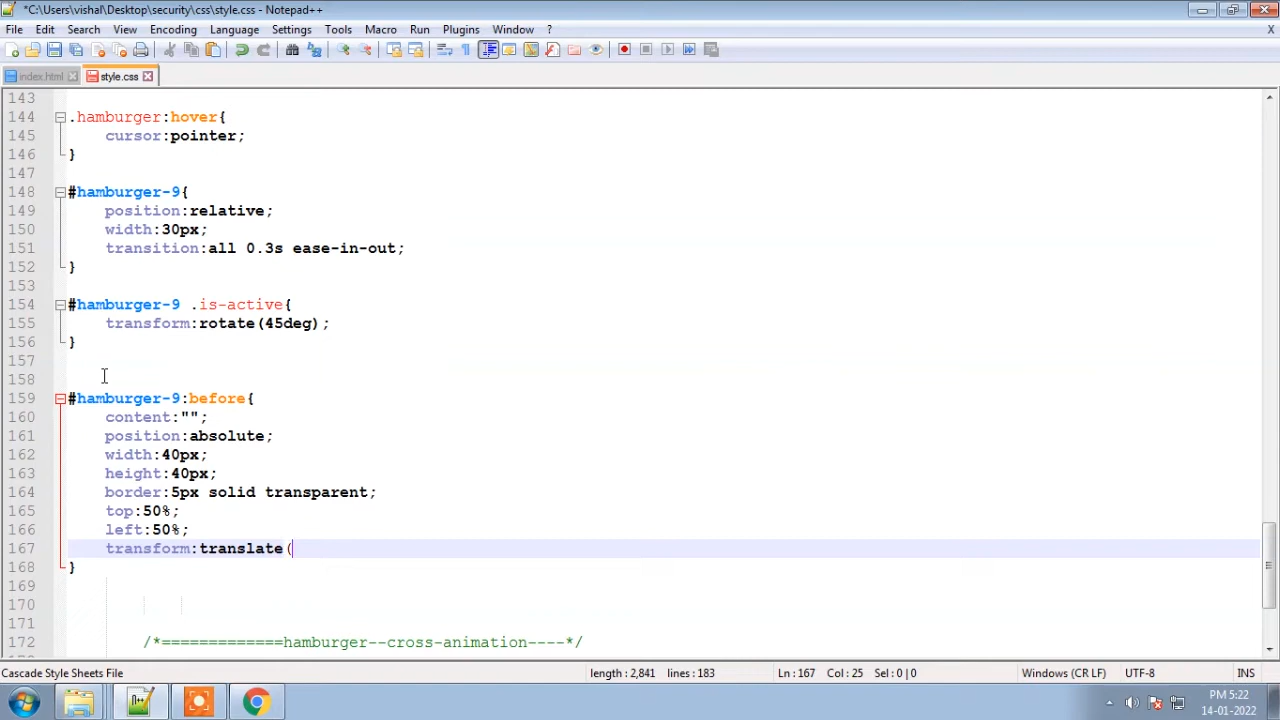 *C:\Users\vishal\Desktop\security\css\style.css - Notepad++
File Edit Search View Encoding Language Settings Tools Macro Run Plugins Window ? X
index.html style.css
143
144 .hamburger:hover{
145 cursor:pointer;
146 }
147
148 #hamburger-9{
149 position:relative;
150 width:30px;
151 transition:all 0.3s ease-in-out;
152 }
153
154 #hamburger-9 .is-active{
155 transform:rotate(45deg);
156 }
157
158
159 #hamburger-9:before{
160 content:"";
161 position:absolute;
162 width:40px;
163 height:40px;
164 border:5px solid transparent;
165 top:50%;
166 left:50%;
167 transform:translate(
168 }
169
170
171
172 /*=============hamburger--cross-animation----*/
Cascade Style Sheets File length : 2,841 lines : 183 Ln : 167 Col : 25 Sel : 0 | 0 Windows (CR LF) UTF-8 INS
PM 5:22
14-01-2022